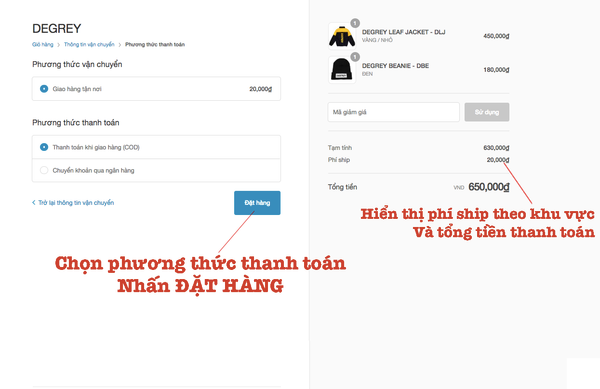 DEGREY
Giỏ hàng > Thông tin vận chuyển > Phương thức thanh toán
Phương thức vận chuyển
Giao hàng tận nơi 20,000₫
Phương thức thanh toán
Thanh toán khi giao hàng (COD)
Chuyển khoản qua ngân hàng
< Trở lại thông tin vận chuyển
Đặt hàng
Chọn phương thức thanh toán
Nhấn ĐẶT HÀNG
1
DEGREY LEAF JACKET - DLJ 450,000₫
VÀNG / NHỎ
1
DEGREY BEANIE - DBE 180,000₫
ĐEN
Mã giảm giá Sử dụng
Tạm tính 630,000₫
Phí ship 20,000₫
Tổng tiền VND 650,000₫
Hiển thị phí ship theo khu vực
Và tổng tiền thanh toán